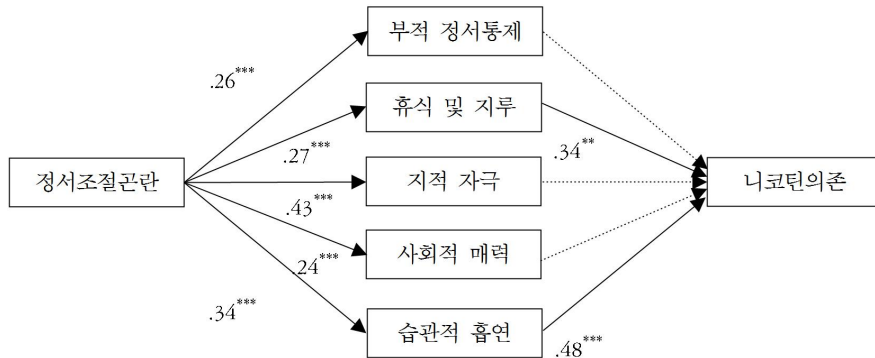 부적 정서통제
.26***
휴식 및 지루
.27***
.34**
정서조절곤란
지적 자극
니코틴의존
.43***
사회적 매력
.24***
.34***
습관적 흡연
.48***